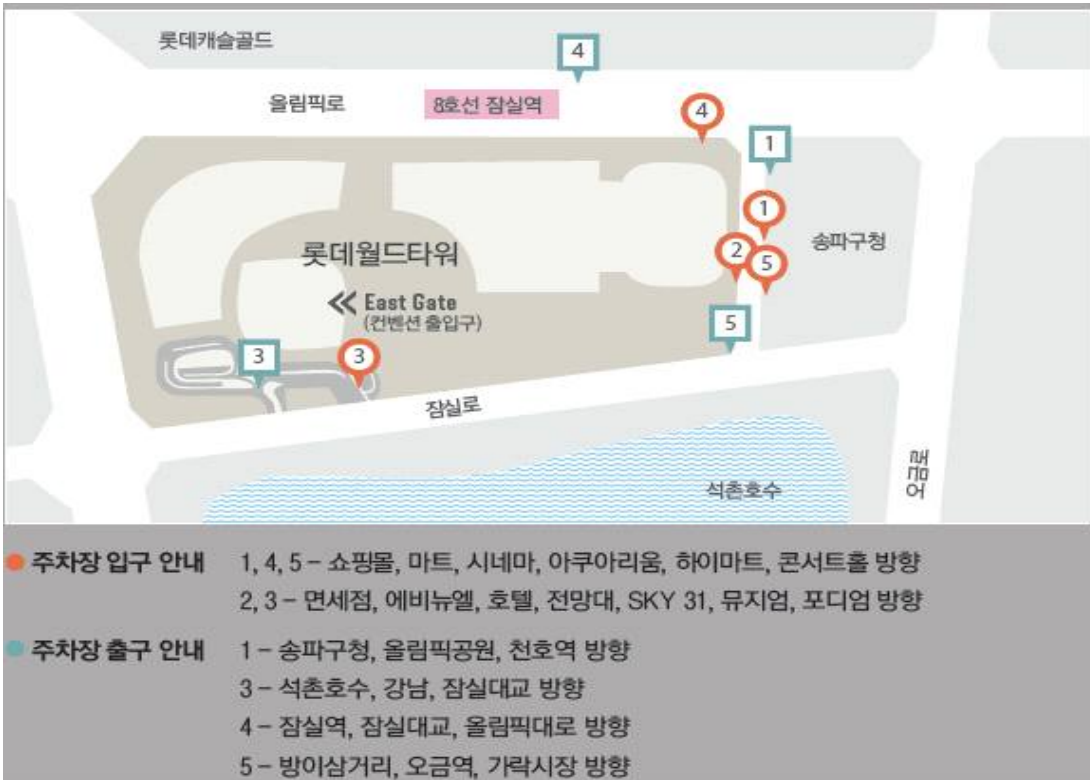 롯데캐슬골드
4
올림픽로
8호선 잠실역
4
1
1
송파구청
롯데월드타워
2
5
East Gate
(컨벤션 출입구)
5
3
3
잠실로
오금로
석촌호수
주차장 입구 안내 1, 4, 5 – 쇼핑몰, 마트, 시네마, 아쿠아리움, 하이마트, 콘서트홀 방향
2, 3 – 면세점, 에비뉴엘, 호텔, 전망대, SKY 31, 뮤지엄, 포디엄 방향
주차장 출구 안내 1 – 송파구청, 올림픽공원, 천호역 방향
3 – 석촌호수, 강남, 잠실대교 방향
4 – 잠실역, 잠실대교, 올림픽대로 방향
5 – 방이삼거리, 오금역, 가락시장 방향